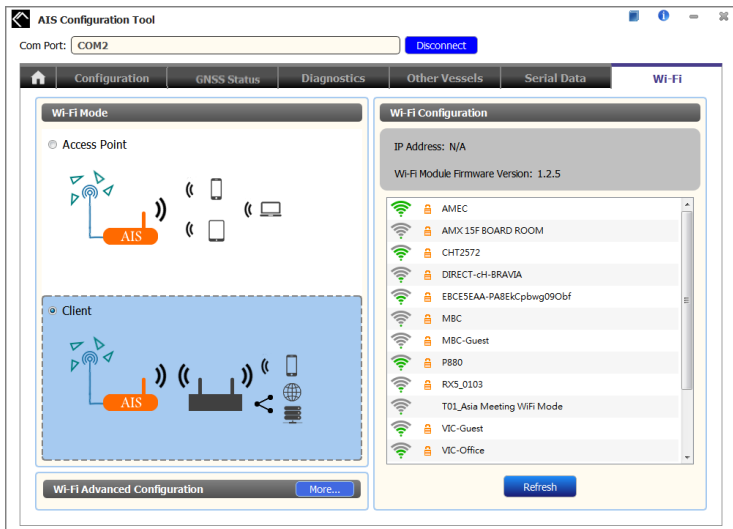 AIS Configuration Tool
Com Port: COM2 Disconnect
Configuration GNSS Status Diagnostics Other Vessels Serial Data Wi-Fi
Wi-Fi Mode
Access Point
AIS
Client
AIS
Wi-Fi Advanced Configuration More...
Wi-Fi Configuration
IP Address: N/A
Wi-Fi Module Firmware Version: 1.2.5
AMEC
AMX 15F BOARD ROOM
CHT2572
DIRECT-cH-BRAVIA
EBCE5EAA-PA8EkCpbwg09Obf
MBC
MBC-Guest
P880
RX5_0103
T01_Asia Meeting WiFi Mode
VIC-Guest
VIC-Office
Refresh